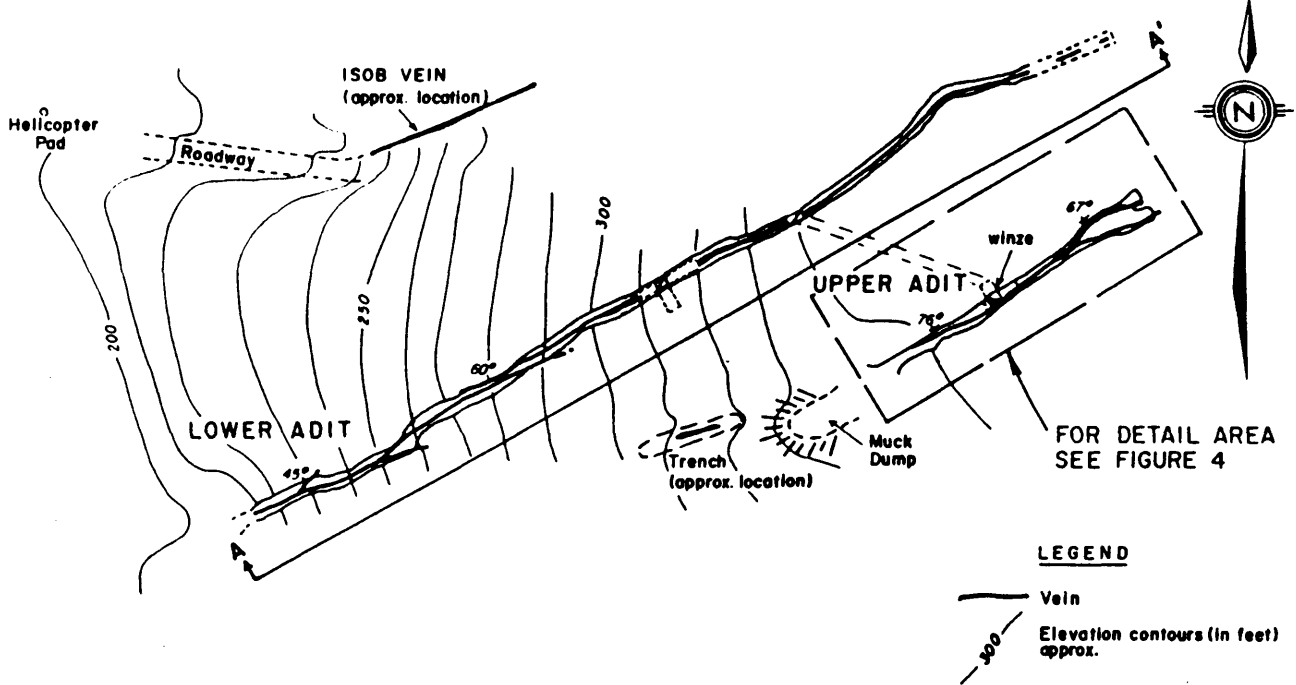 ISOB VEIN
(approx. location)
Helicopter
Pad
Roadway
200
250
300
A'
N
67°
winze
UPPER ADIT
76°
60°
LOWER ADIT
45°
Trench
(approx. location)
Muck
Dump
FOR DETAIL AREA
SEE FIGURE 4
A
LEGEND
Vein
300
Elevation contours (in feet)
approx.